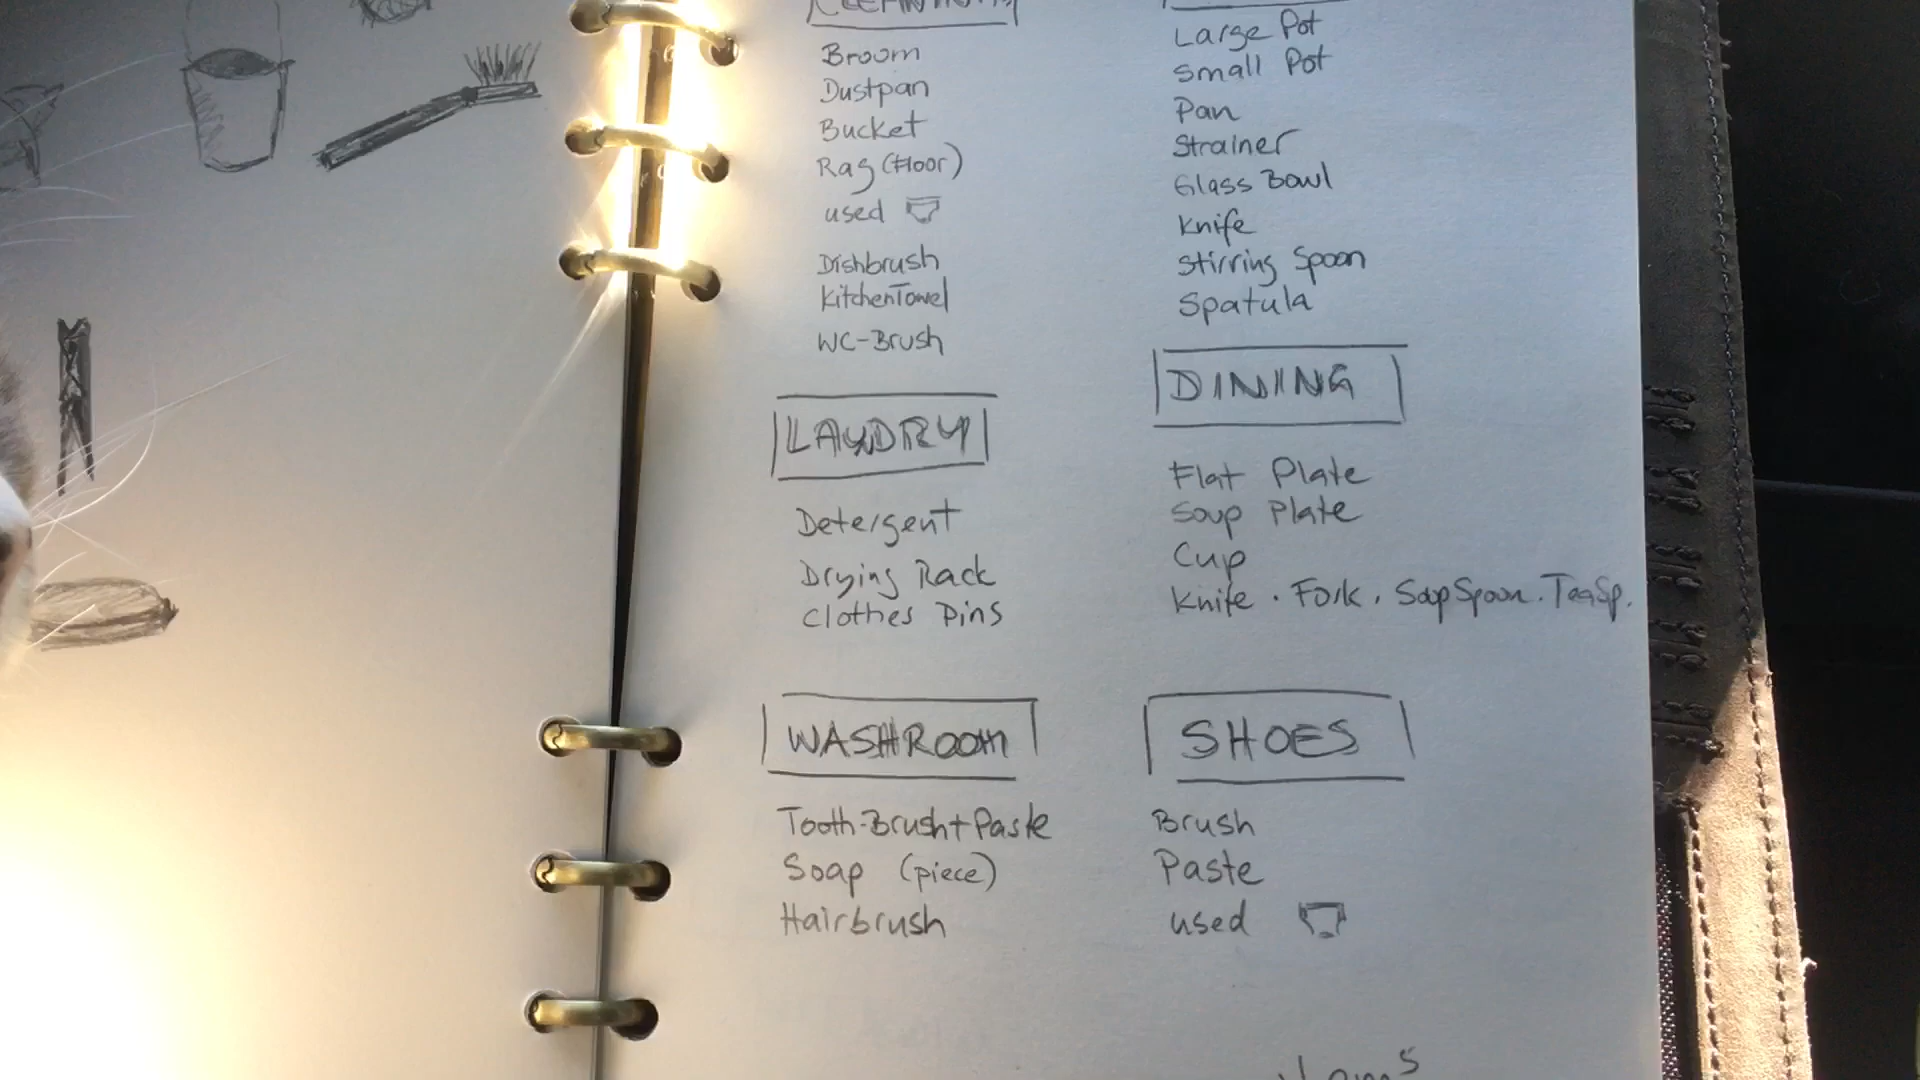 CLEANING
Broom
Dustpan
Bucket
Rag (Floor)
used
Dishbrush
KitchenTowel
WC-Brush
LAUNDRY
Detergent
Drying Rack
Clothes Pins
WASHROOM
Tooth-Brush+Paste
Soap (piece)
Hairbrush
Large Pot
Small Pot
Pan
Strainer
Glass Bowl
Knife
Stirring Spoon
Spatula
DINING
Flat Plate
Soup Plate
Cup
Knife . Fork . SoupSpoon . TeaSp.
SHOES
Brush
Paste
used